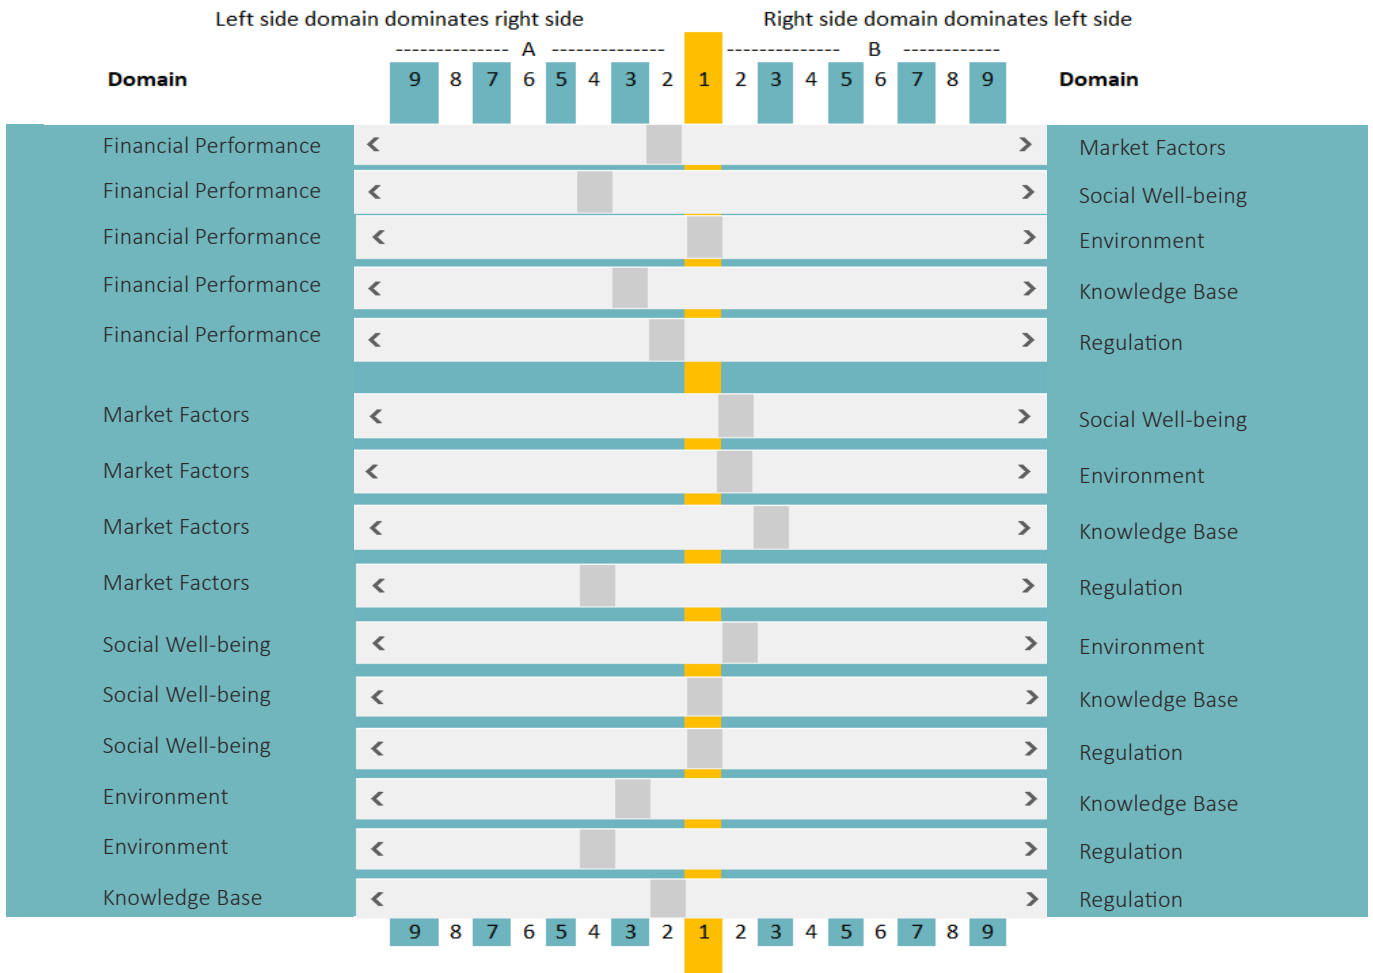 Left side domain dominates right side Right side domain dominates left side
-------------- A -------------- -------------- B ------------
Domain 9 8 7 6 5 4 3 2 1 2 3 4 5 6 7 8 9 Domain
Financial Performance < > Market Factors
Financial Performance < > Social Well-being
Financial Performance < > Environment
Financial Performance < > Knowledge Base
Financial Performance < > Regulation
Market Factors < > Social Well-being
Market Factors < > Environment
Market Factors < > Knowledge Base
Market Factors < > Regulation
Social Well-being < > Environment
Social Well-being < > Knowledge Base
Social Well-being < > Regulation
Environment < > Knowledge Base
Environment < > Regulation
Knowledge Base < > Regulation
9 8 7 6 5 4 3 2 1 2 3 4 5 6 7 8 9